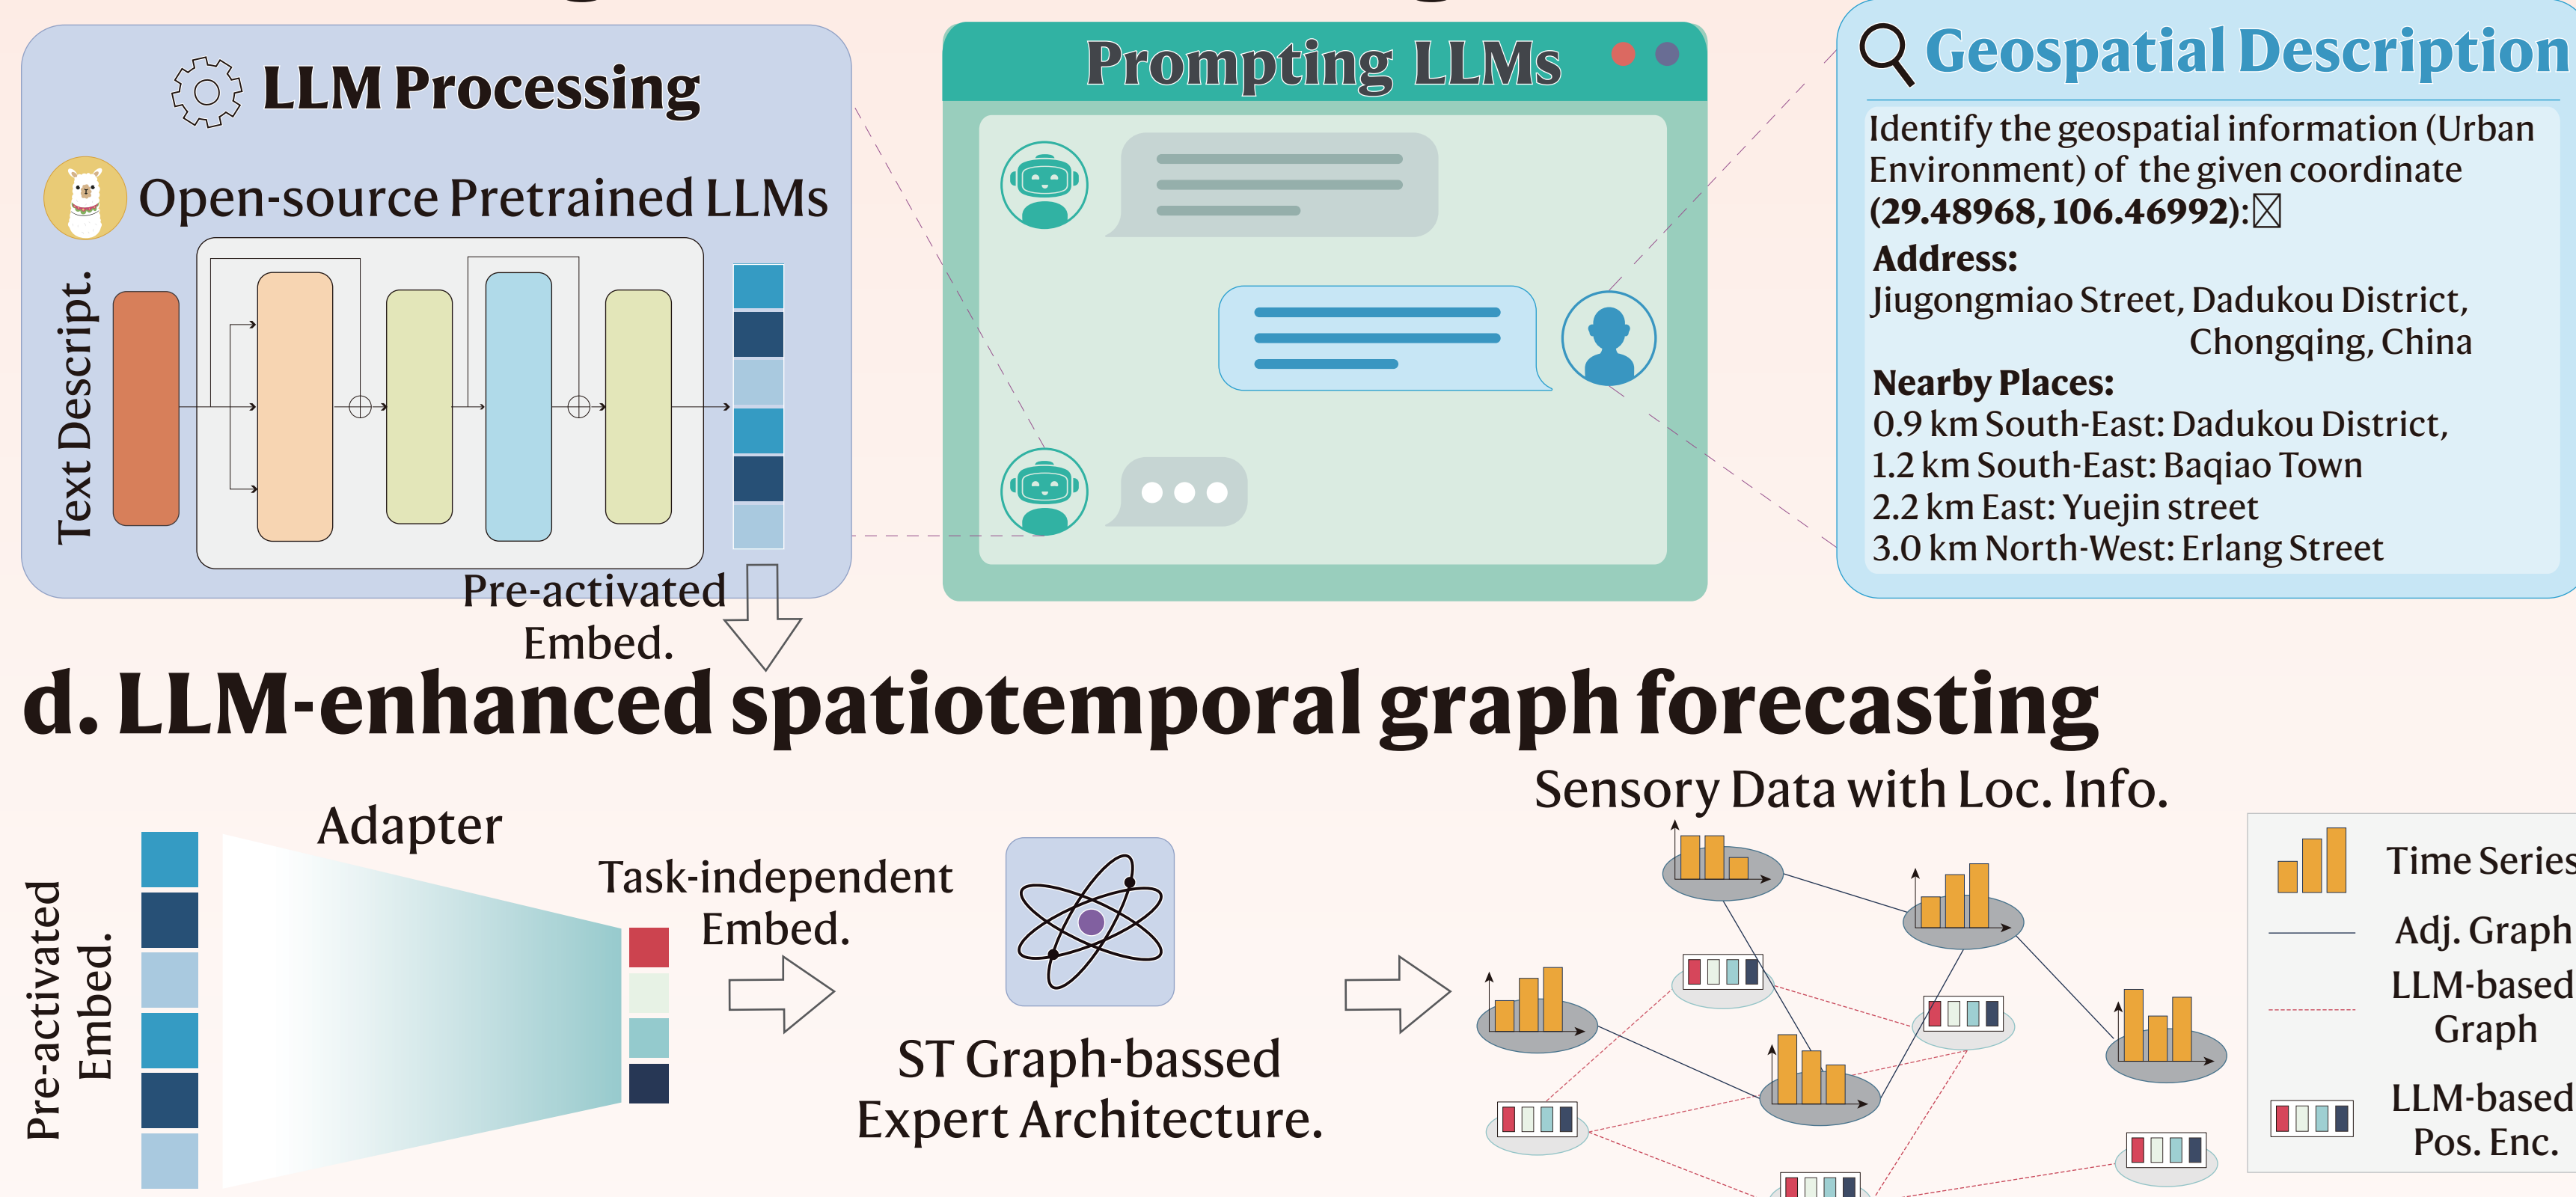 LLM Processing
Open-source Pretrained LLMs
Text Descript.
Pre-activated
Embed.
Prompting LLMs
Geospatial Description
Identify the geospatial information (Urban
Environment) of the given coordinate
(29.48968, 106.46992):
Address:
Jiugongmiao Street, Dadukou District,
Chongqing, China
Nearby Places:
0.9 km South-East: Dadukou District,
1.2 km South-East: Baqiao Town
2.2 km East: Yuejin street
3.0 km North-West: Erlang Street
d. LLM-enhanced spatiotemporal graph forecasting
Pre-activated
Embed.
Adapter
Task-independent
Embed.
ST Graph-bassed
Expert Architecture.
Sensory Data with Loc. Info.
Time Series
Adj. Graph
LLM-based
Graph
LLM-based
Pos. Enc.